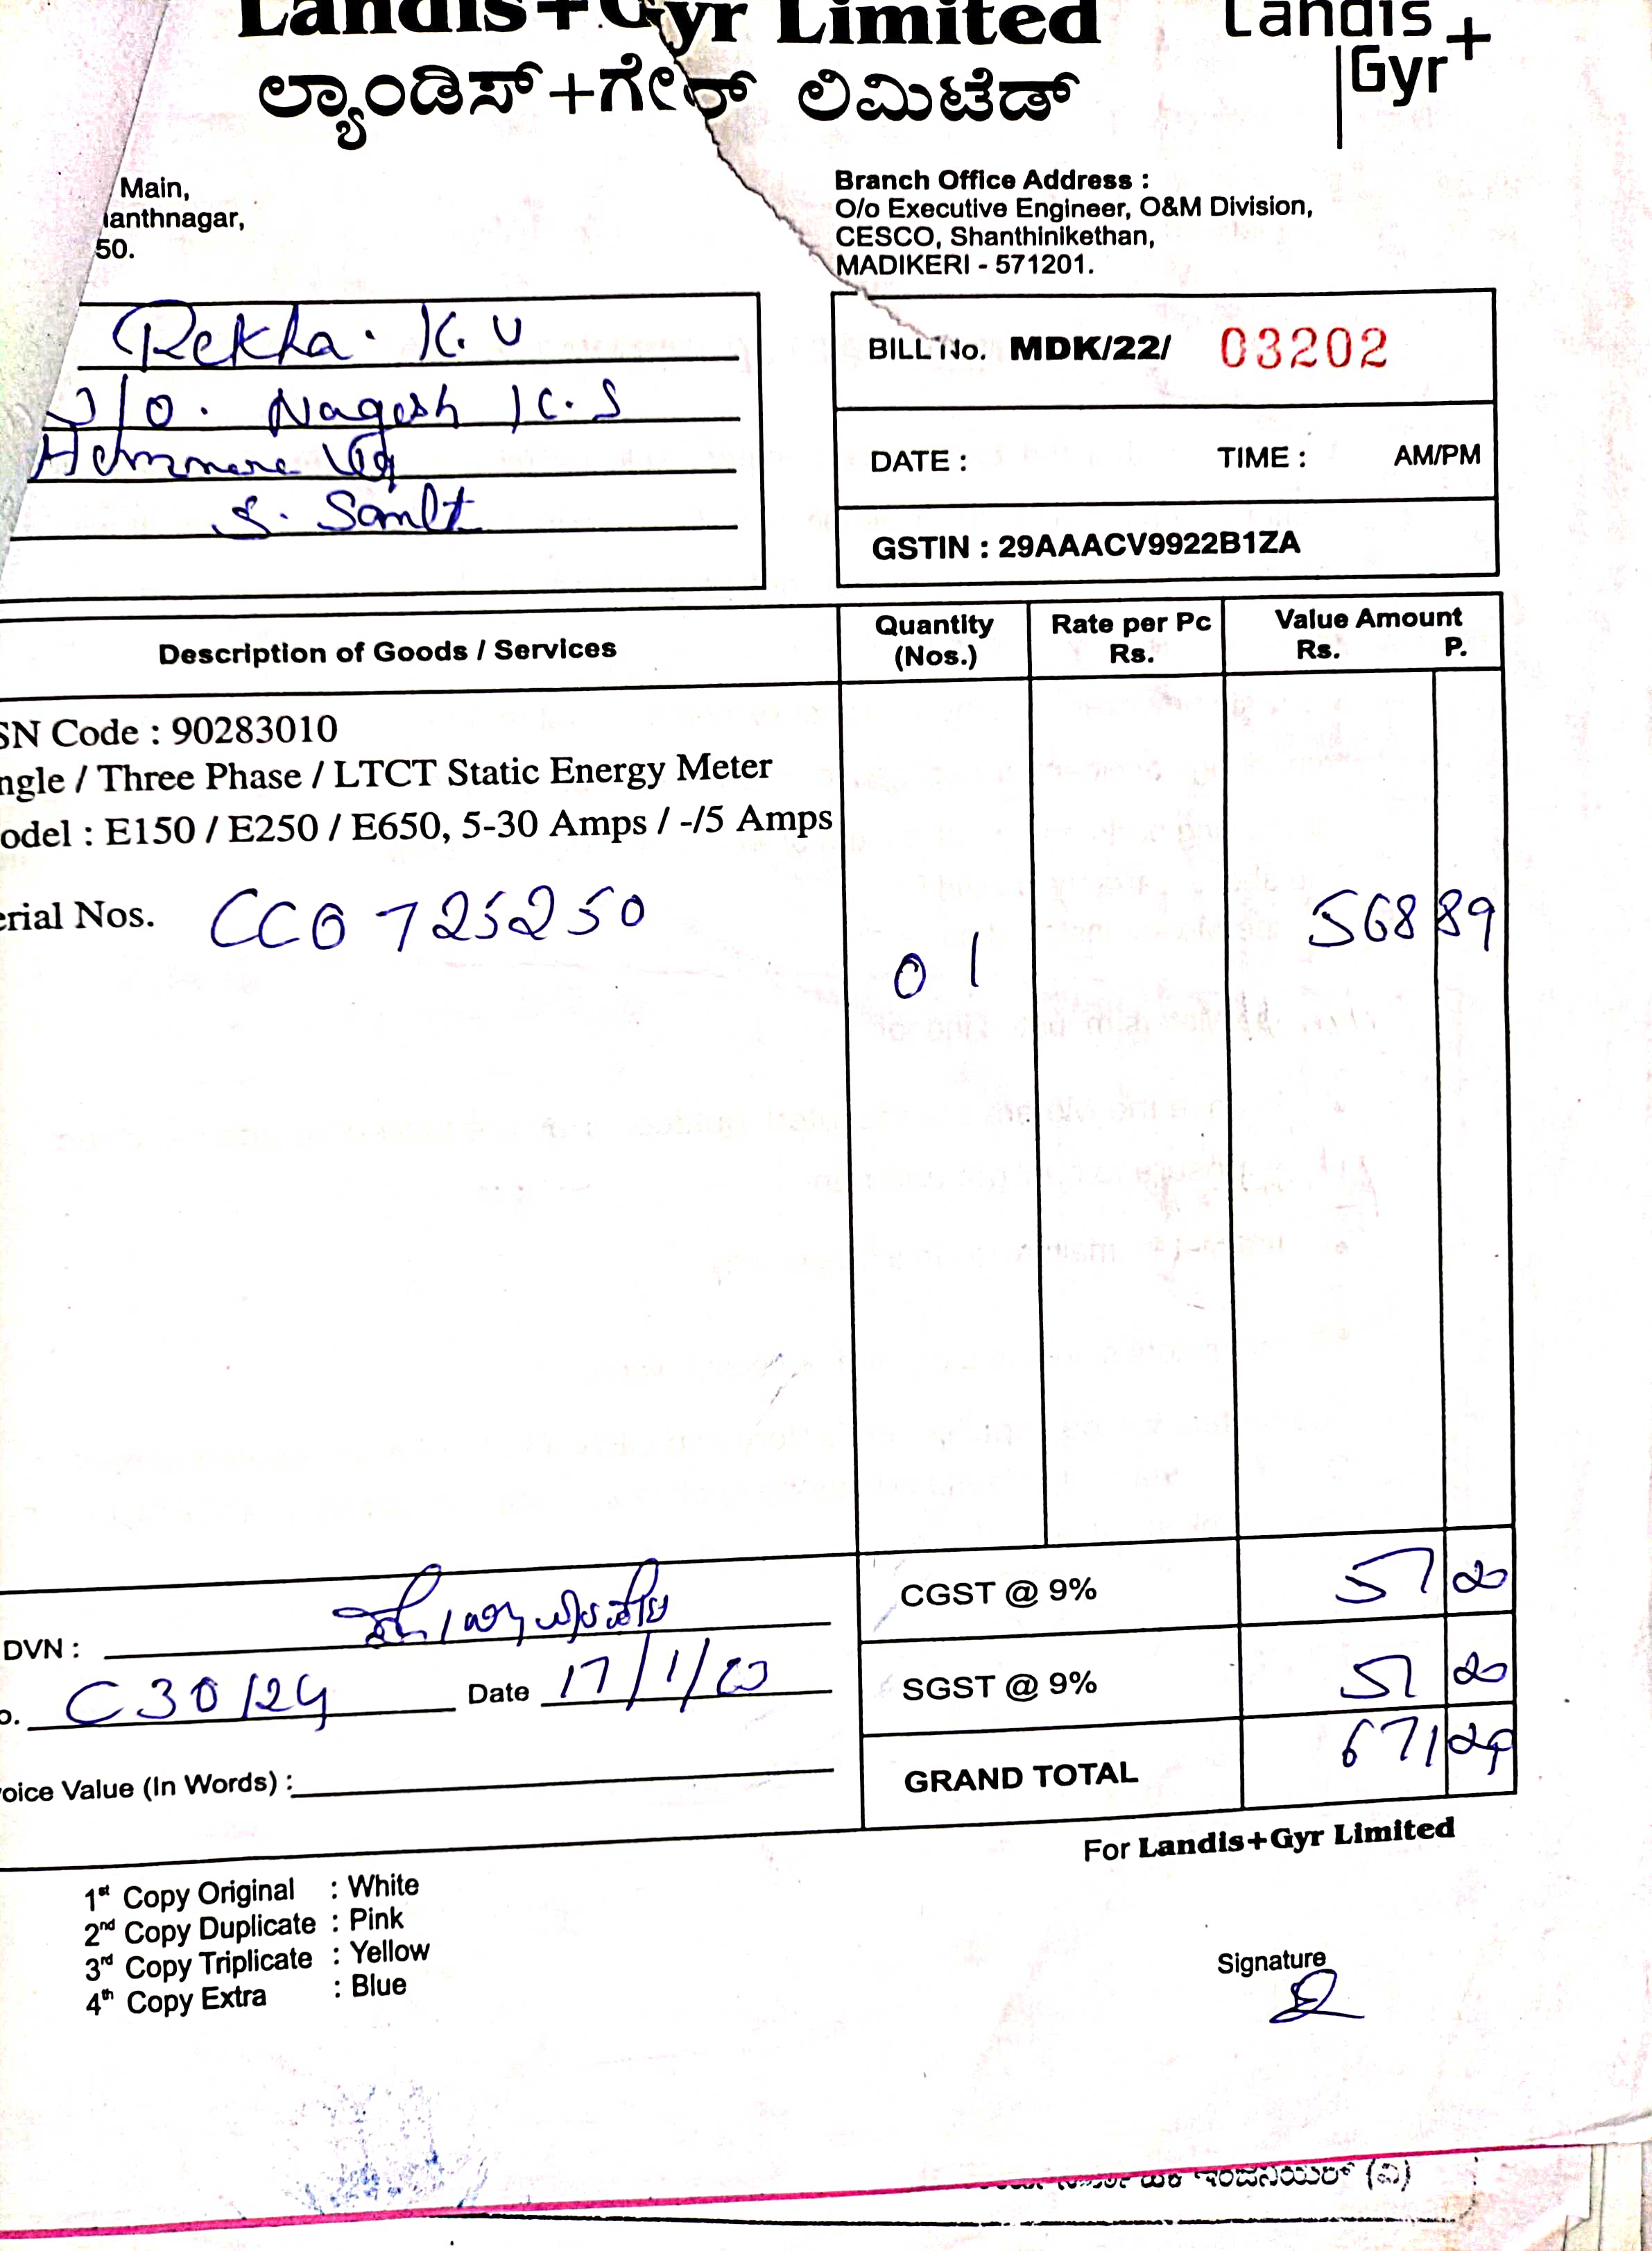 Landis+Gyr Limited
Landis+
Gyr
ಲ್ಯಾಂಡಿಸ್+ಗೇರ್ ಲಿಮಿಟೆಡ್
Main,
anthnagar,
50.
Branch Office Address :
O/o Executive Engineer, O&M Division,
CESCO, Shanthinikethan,
MADIKERI - 571201.
Rekha. K. U
/o. Nagesh K. S
BILL No. MDK/22/ 03202
DATE : TIME : AM/PM
GSTIN : 29AAACV9922B1ZA
Description of Goods / Services
Quantity
(Nos.)
Rate per Pc
Rs.
Value Amount
Rs. P.
SN Code : 90283010
ngle / Three Phase / LTCT Static Energy Meter
odel : E150 / E250 / E650, 5-30 Amps / -/5 Amps
erial Nos. CCG 725250
01
568 89
CGST @ 9% 51 20
SGST @ 9% 51 20
GRAND TOTAL 671 29
DVN :
o. C30/24 Date 17/1/23
oice Value (In Words) :
For Landis+Gyr Limited
1st Copy Original : White
2nd Copy Duplicate : Pink
3rd Copy Triplicate : Yellow
4th Copy Extra : Blue
Signature
ಇಂಜಿನಿಯರ್ (ವಿ)